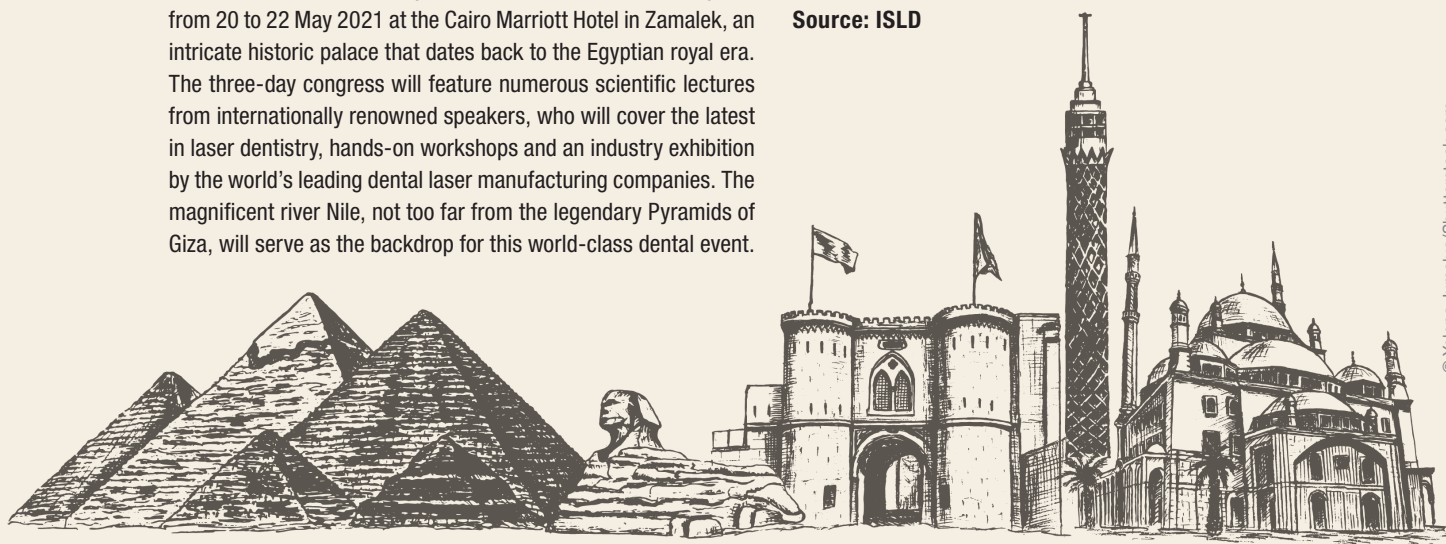 from 20 to 22 May 2021 at the Cairo Marriott Hotel in Zamalek, an
intricate historic palace that dates back to the Egyptian royal era.
The three-day congress will feature numerous scientific lectures
from internationally renowned speakers, who will cover the latest
in laser dentistry, hands-on workshops and an industry exhibition
by the world’s leading dental laser manufacturing companies. The
magnificent river Nile, not too far from the legendary Pyramids of
Giza, will serve as the backdrop for this world-class dental event.
Source: ISLD